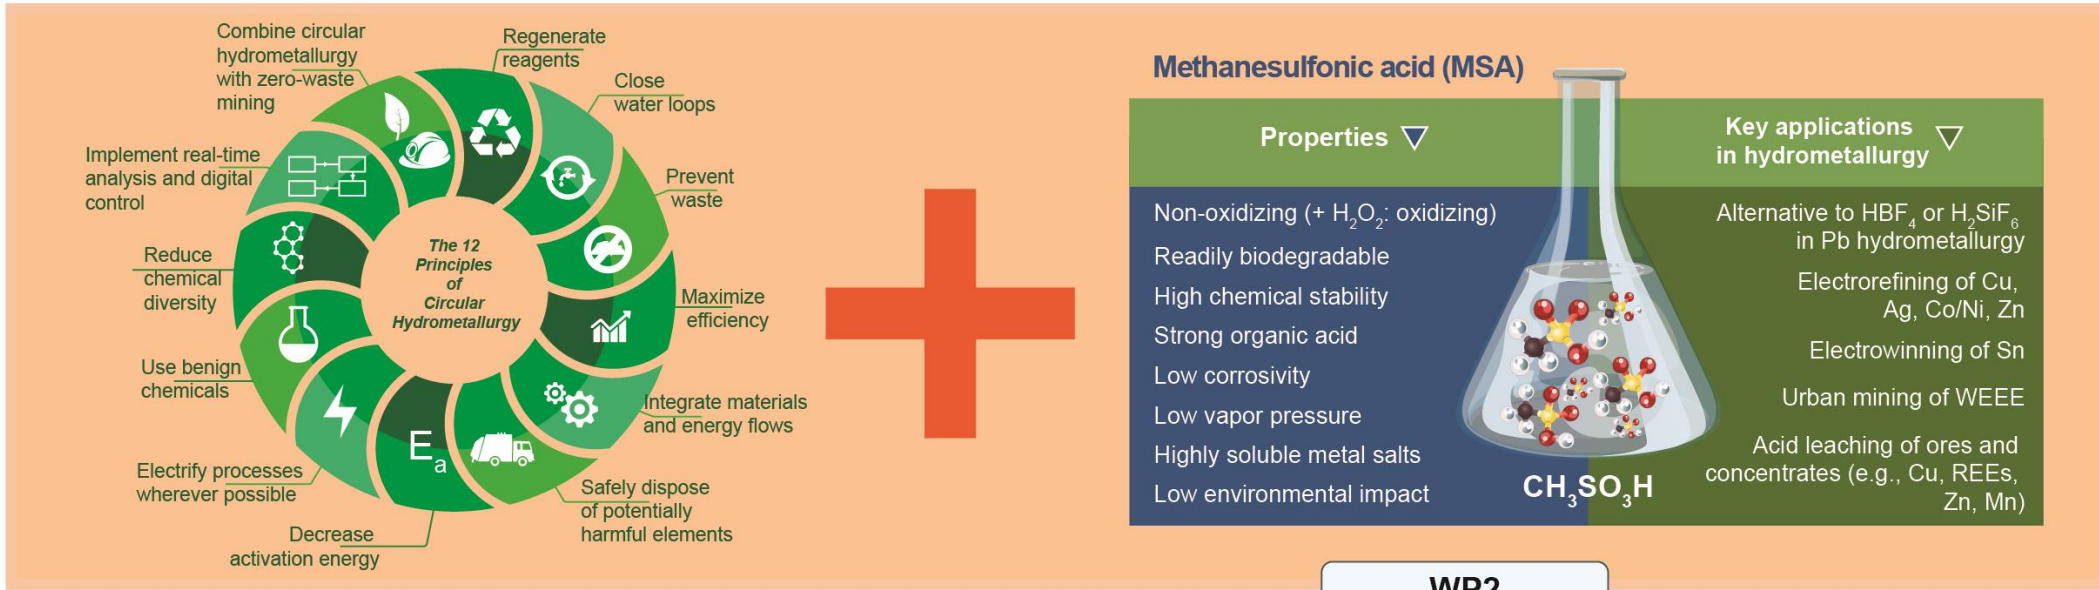 Combine circular
hydrometallurgy
with zero-waste
mining
Regenerate
reagents
Close
water loops
Prevent
waste
Maximize
efficiency
Integrate materials
and energy flows
Safely dispose
of potentially
harmful elements
Decrease
activation energy
Electrify processes
wherever possible
Use benign
chemicals
Reduce
chemical
diversity
Implement real-time
analysis and digital
control
Eₐ
The 12
Principles
of
Circular
Hydrometallurgy
Methanesulfonic acid (MSA)
Properties
Non-oxidizing (+ H₂O₂: oxidizing)
Readily biodegradable
High chemical stability
Strong organic acid
Low corrosivity
Low vapor pressure
Highly soluble metal salts
Low environmental impact
CH₃SO₃H
Key applications
in hydrometallurgy
Alternative to HBF₄ or H₂SiF₆
in Pb hydrometallurgy
Electrorefining of Cu,
Ag, Co/Ni, Zn
Electrowinning of Sn
Urban mining of WEEE
Acid leaching of ores and
concentrates (e.g., Cu, REEs,
Zn, Mn)
WP2